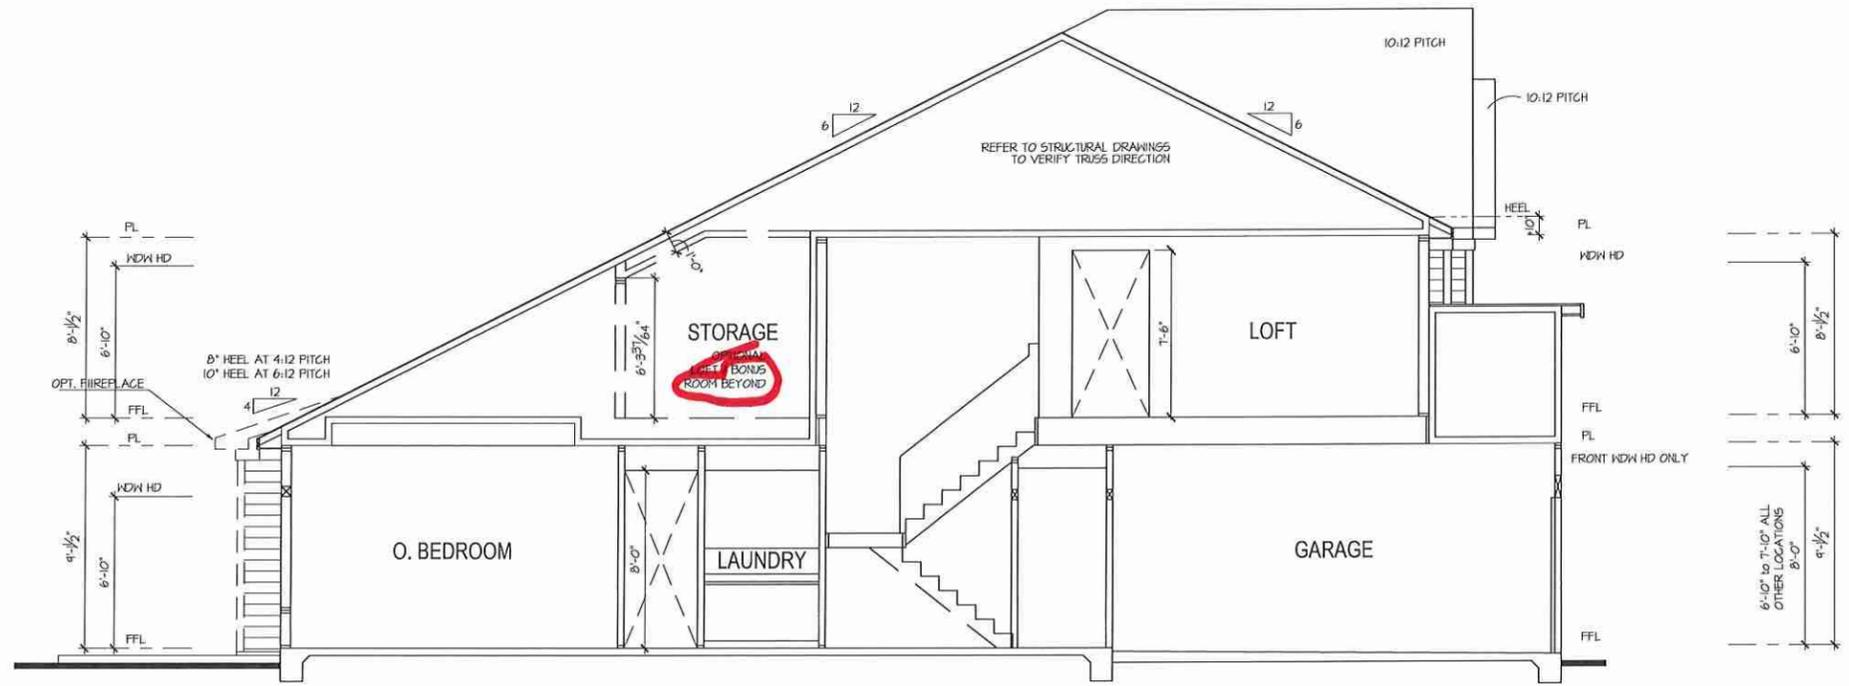 10:12 PITCH
10:12 PITCH
12
6
12
6
REFER TO STRUCTURAL DRAWINGS
TO VERIFY TRUSS DIRECTION
HEEL
10"
PL
PL
WDW HD
WDW HD
1'-0"
8'-1/2"
6'-10"
STORAGE
OPTIONAL
LOFT / BONUS
ROOM BEYOND
6'-3 37/64"
7'-6"
LOFT
6'-10"
8'-1/2"
8" HEEL AT 4:12 PITCH
10" HEEL AT 6:12 PITCH
OPT. FIIREPLACE
12
4
FFL
FFL
PL
PL
FRONT WDW HD ONLY
WDW HD
9'-1/2"
6'-10"
O. BEDROOM
8'-0"
LAUNDRY
GARAGE
6'-10" to 7'-10" ALL
OTHER LOCATIONS
8'-0"
9'-1/2"
FFL
FFL